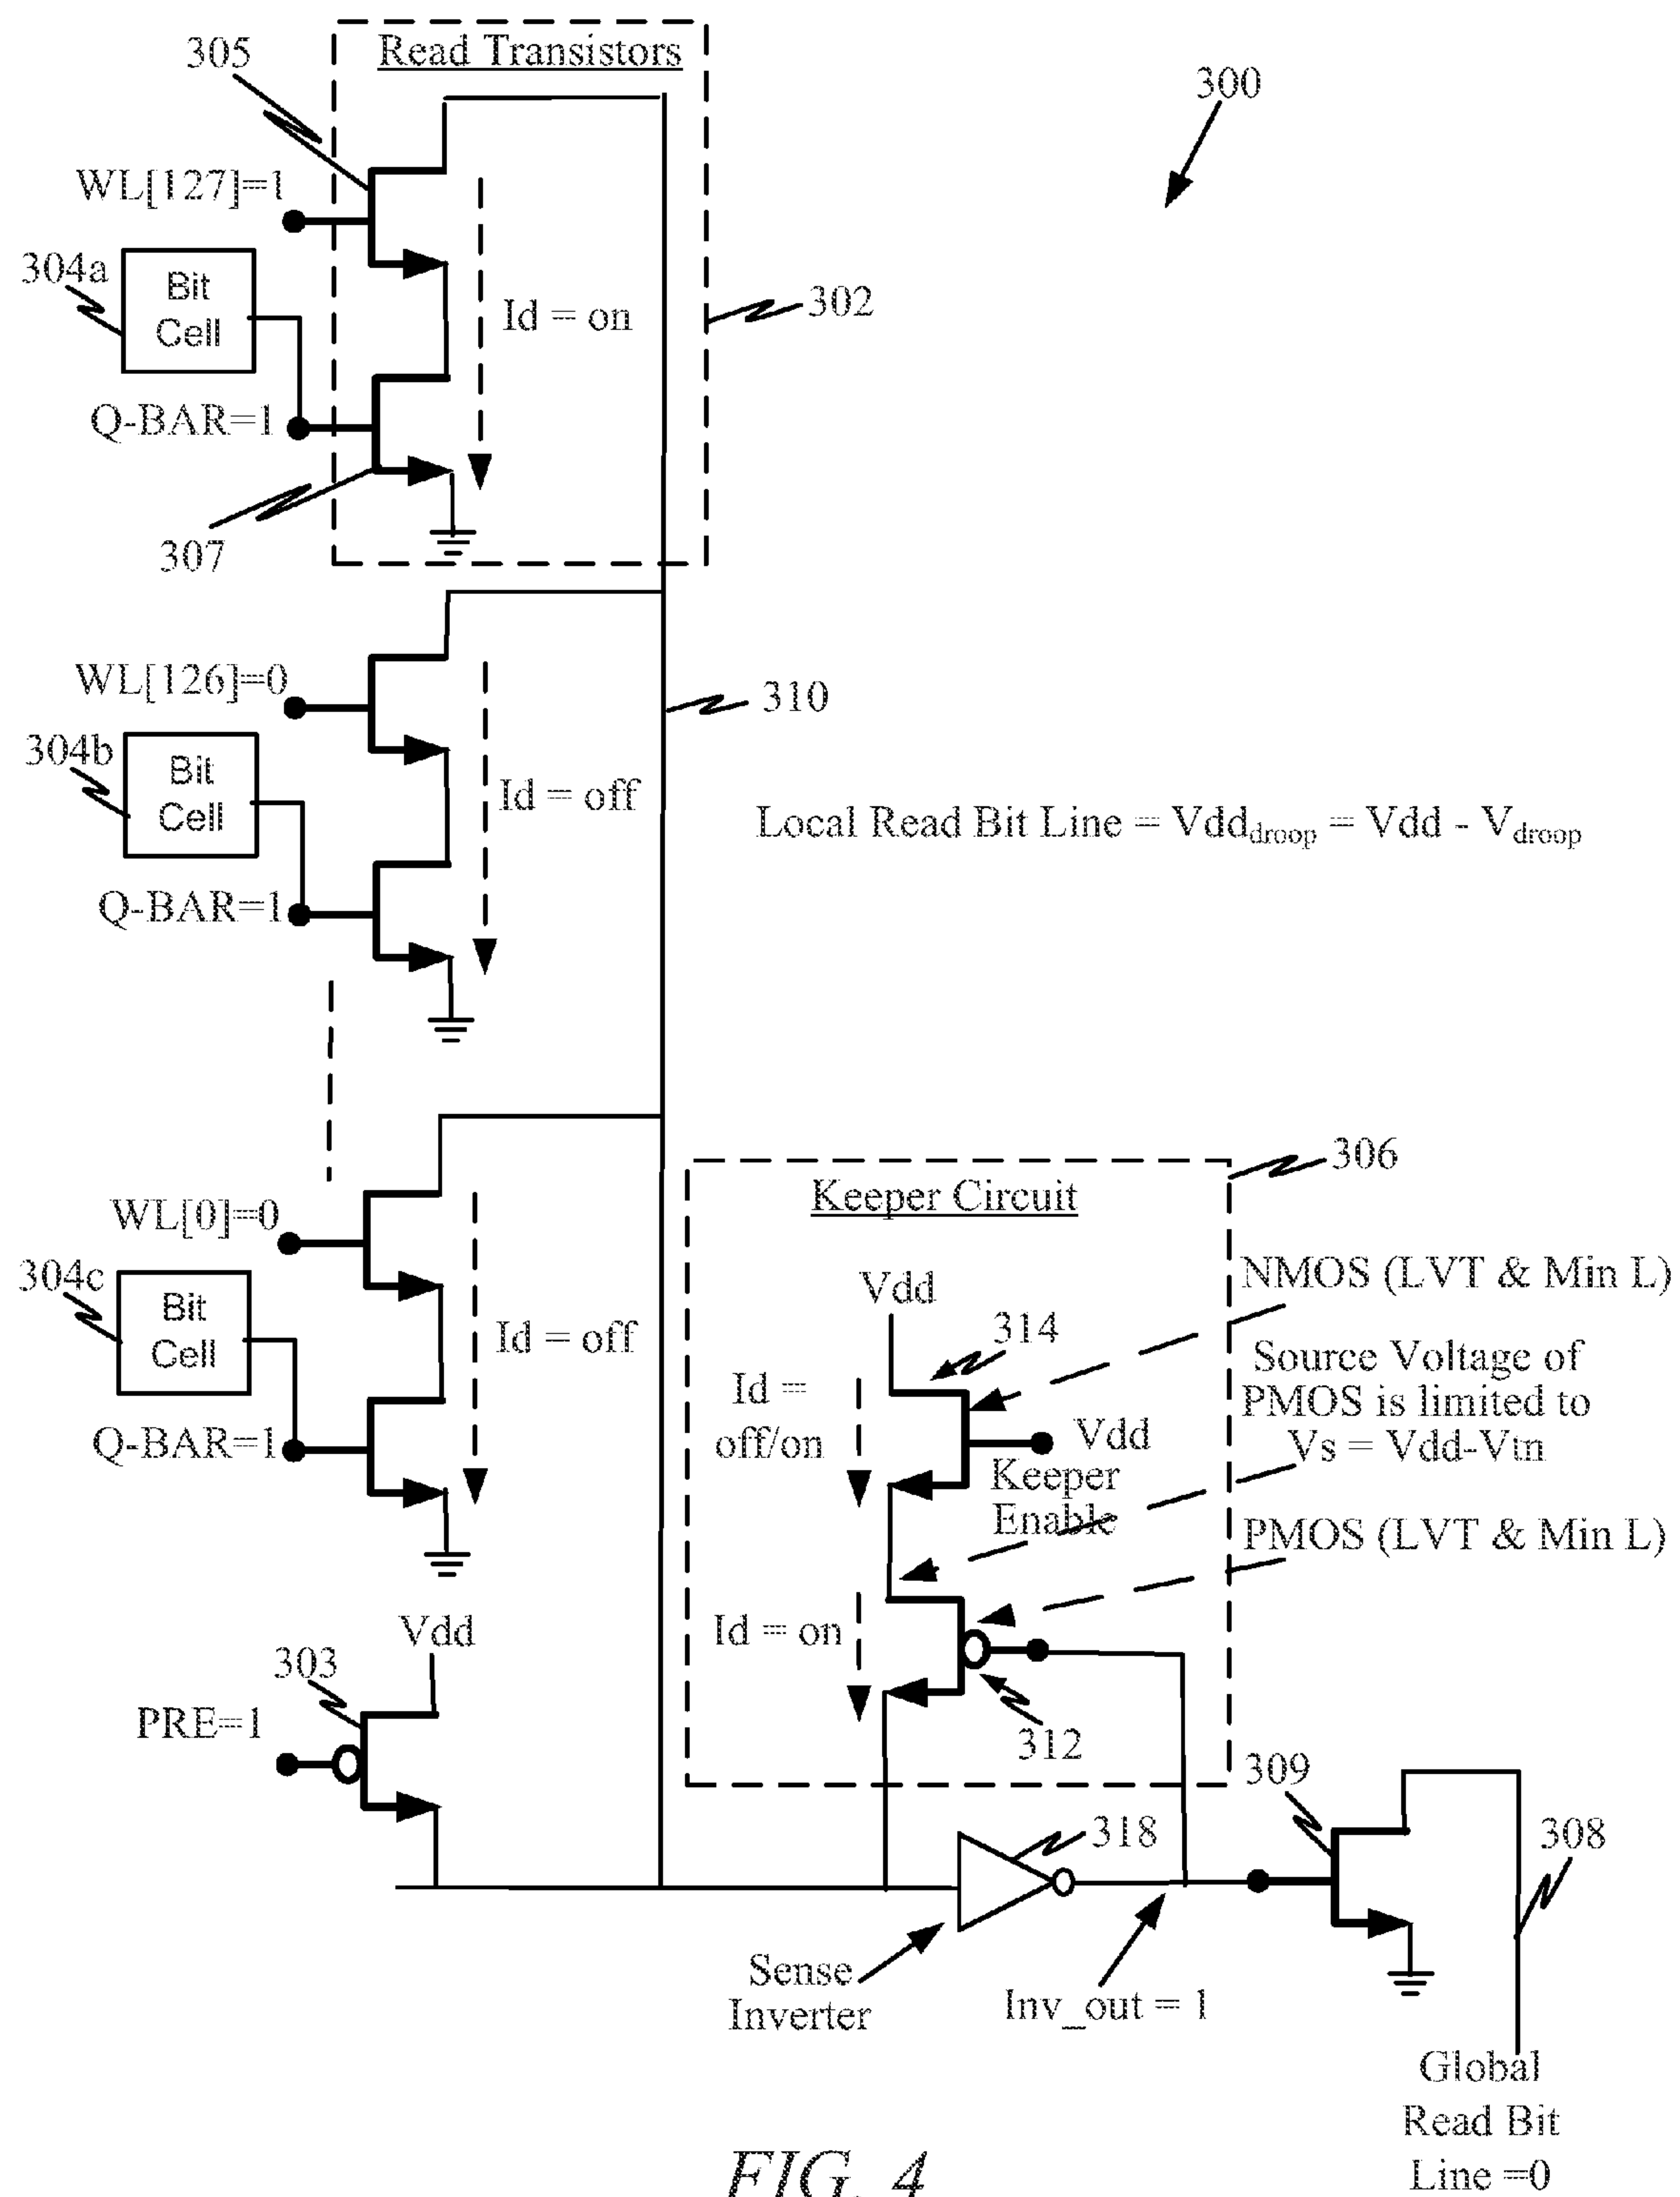 Read Transistors
305
300
WL[127]=1
304a
Bit
Cell
Id = on
302
Q-BAR=1
307
WL[126]=0
310
304b
Bit
Cell
Id = off
Local Read Bit Line = Vdd_droop = Vdd - V_droop
Q-BAR=1
306
Keeper Circuit
WL[0]=0
304c
Bit
Cell
Id = off
Q-BAR=1
Vdd
314
NMOS (LVT & Min L)
Id =
off/on
Vdd
Keeper
Enable
Source Voltage of
PMOS is limited to
Vs = Vdd-Vtn
PMOS (LVT & Min L)
Id = on
312
Vdd
303
PRE=1
309
318
308
Sense
Inverter
Inv_out = 1
Global
Read Bit
Line =0
FIG. 4